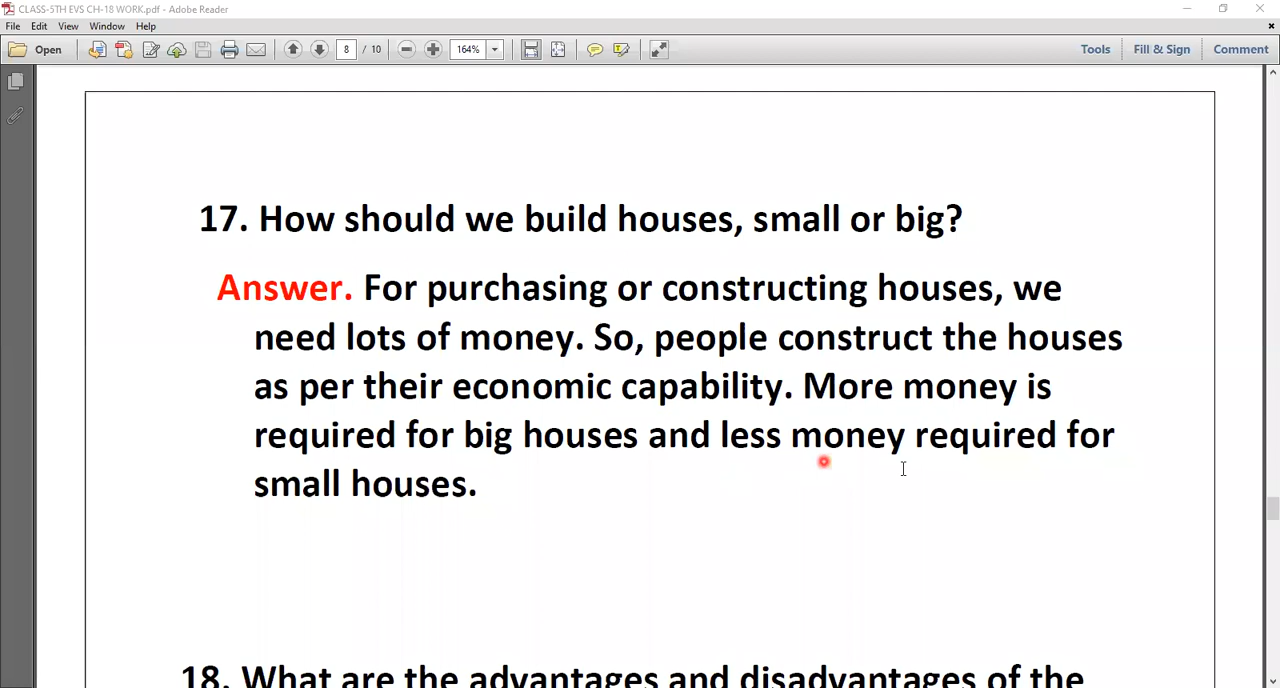 CLASS-5TH EVS CH-18 WORK.pdf - Adobe Reader
File Edit View Window Help
Open 8 / 10 164% Tools Fill & Sign Comment
17. How should we build houses, small or big?
Answer. For purchasing or constructing houses, we
need lots of money. So, people construct the houses
as per their economic capability. More money is
required for big houses and less money required for
small houses.
18. What are the advantages and disadvantages of the